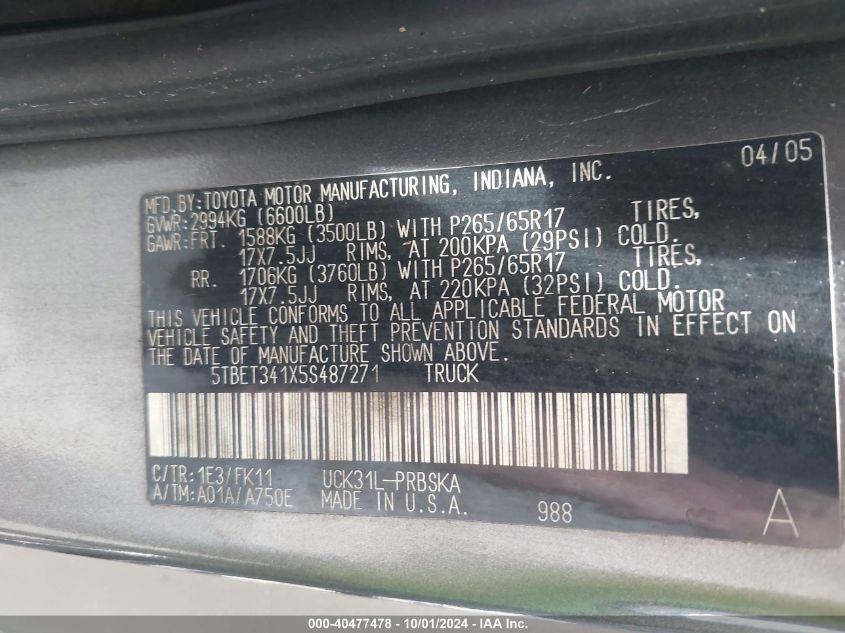 04/05
MFD.BY:TOYOTA MOTOR MANUFACTURING, INDIANA, INC.
GVWR:2994KG (6600LB)
GAWR:FRT. 1588KG (3500LB) WITH P265/65R17 TIRES,
17X7.5JJ RIMS, AT 200KPA (29PSI) COLD,
RR. 1706KG (3760LB) WITH P265/65R17 TIRES,
17X7.5JJ RIMS, AT 220KPA (32PSI) COLD.
THIS VEHICLE CONFORMS TO ALL APPLICABLE FEDERAL MOTOR
VEHICLE SAFETY AND THEFT PREVENTION STANDARDS IN EFFECT ON
THE DATE OF MANUFACTURE SHOWN ABOVE.
5TBET341X5S487271 TRUCK
C/TR:1E3/FK11 UCK31L-PRBSKA
A/TM:A01A/A750E MADE IN U.S.A. 988 A
000-40477478 - 10/01/2024 - IAA Inc.